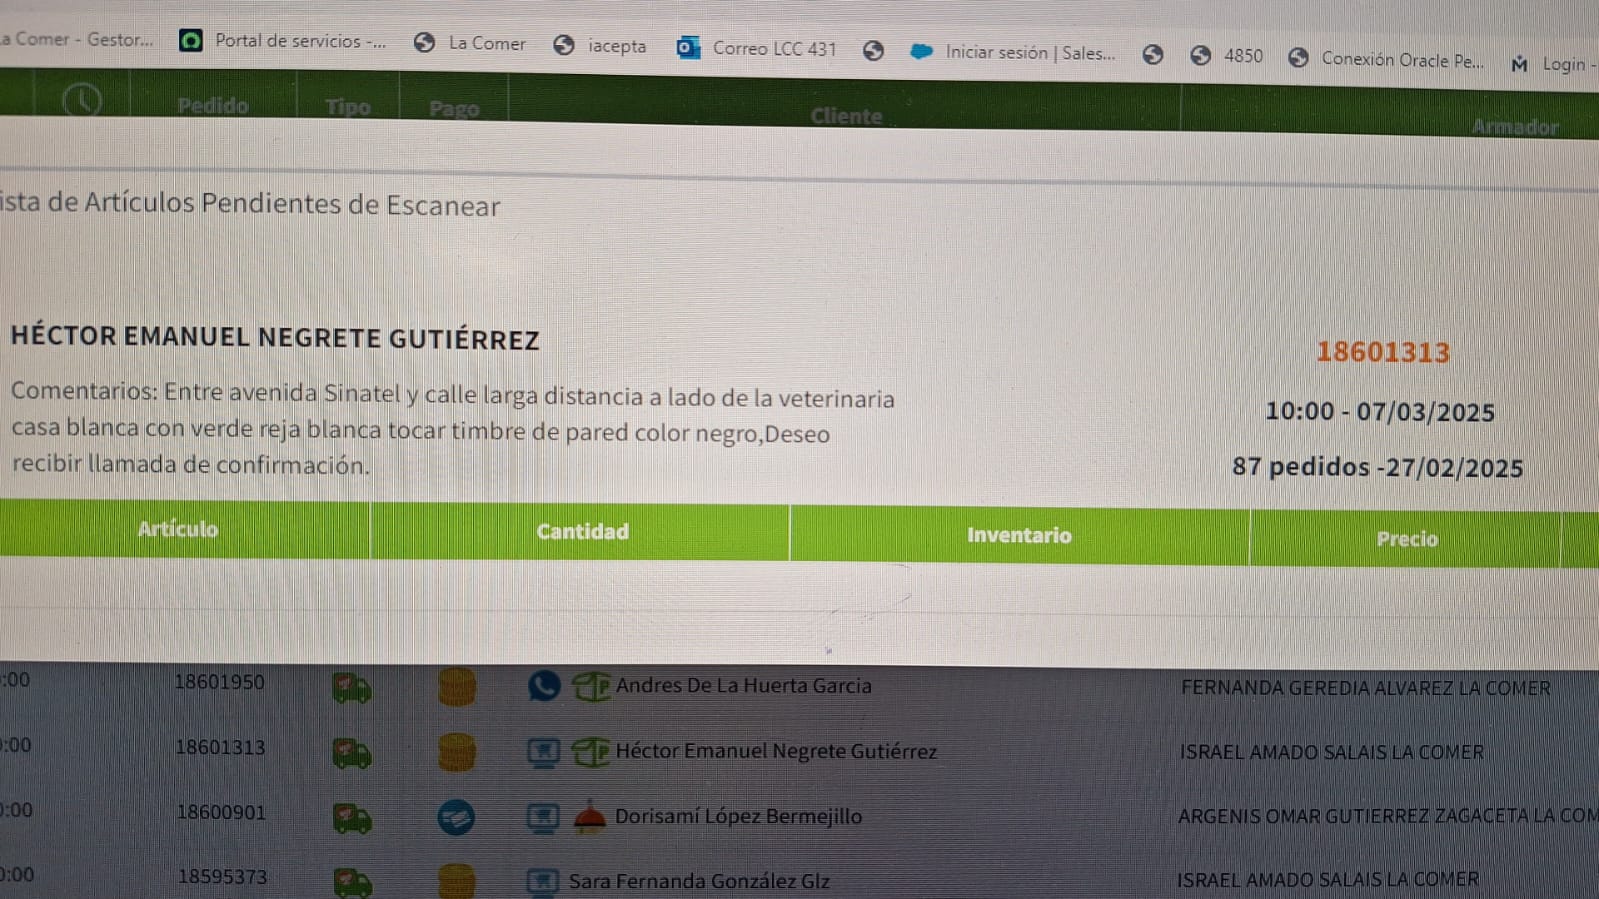 La Comer - Gestor... Portal de servicios -... La Comer iacepta Correo LCC 431 Iniciar sesión | Sales... 4850 Conexión Oracle Pe... Login -
Pedido Tipo Pago Cliente Armador
ista de Artículos Pendientes de Escanear
HÉCTOR EMANUEL NEGRETE GUTIÉRREZ
18601313
Comentarios: Entre avenida Sinatel y calle larga distancia a lado de la veterinaria
casa blanca con verde reja blanca tocar timbre de pared color negro,Deseo
recibir llamada de confirmación.
10:00 - 07/03/2025
87 pedidos -27/02/2025
Artículo Cantidad Inventario Precio
:00 18601950 Andres De La Huerta Garcia FERNANDA GEREDIA ALVAREZ LA COMER
0:00 18601313 Héctor Emanuel Negrete Gutiérrez ISRAEL AMADO SALAIS LA COMER
0:00 18600901 Dorisamí López Bermejillo ARGENIS OMAR GUTIERREZ ZAGACETA LA COM
0:00 18595373 Sara Fernanda González Glz ISRAEL AMADO SALAIS LA COMER